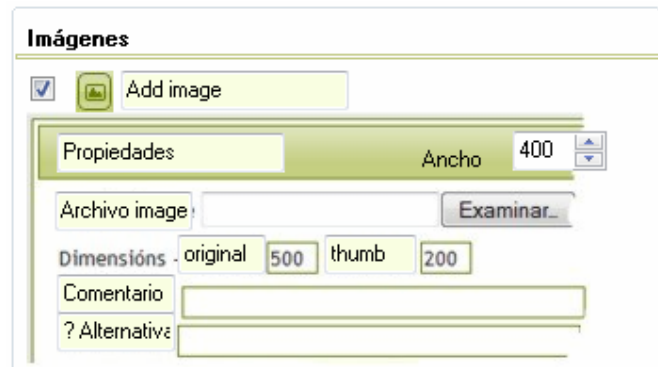 Imágenes
Add image
Propiedades Ancho 400
Archivo image Examinar...
Dimensións - original 500 thumb 200
Comentario
? Alternativa